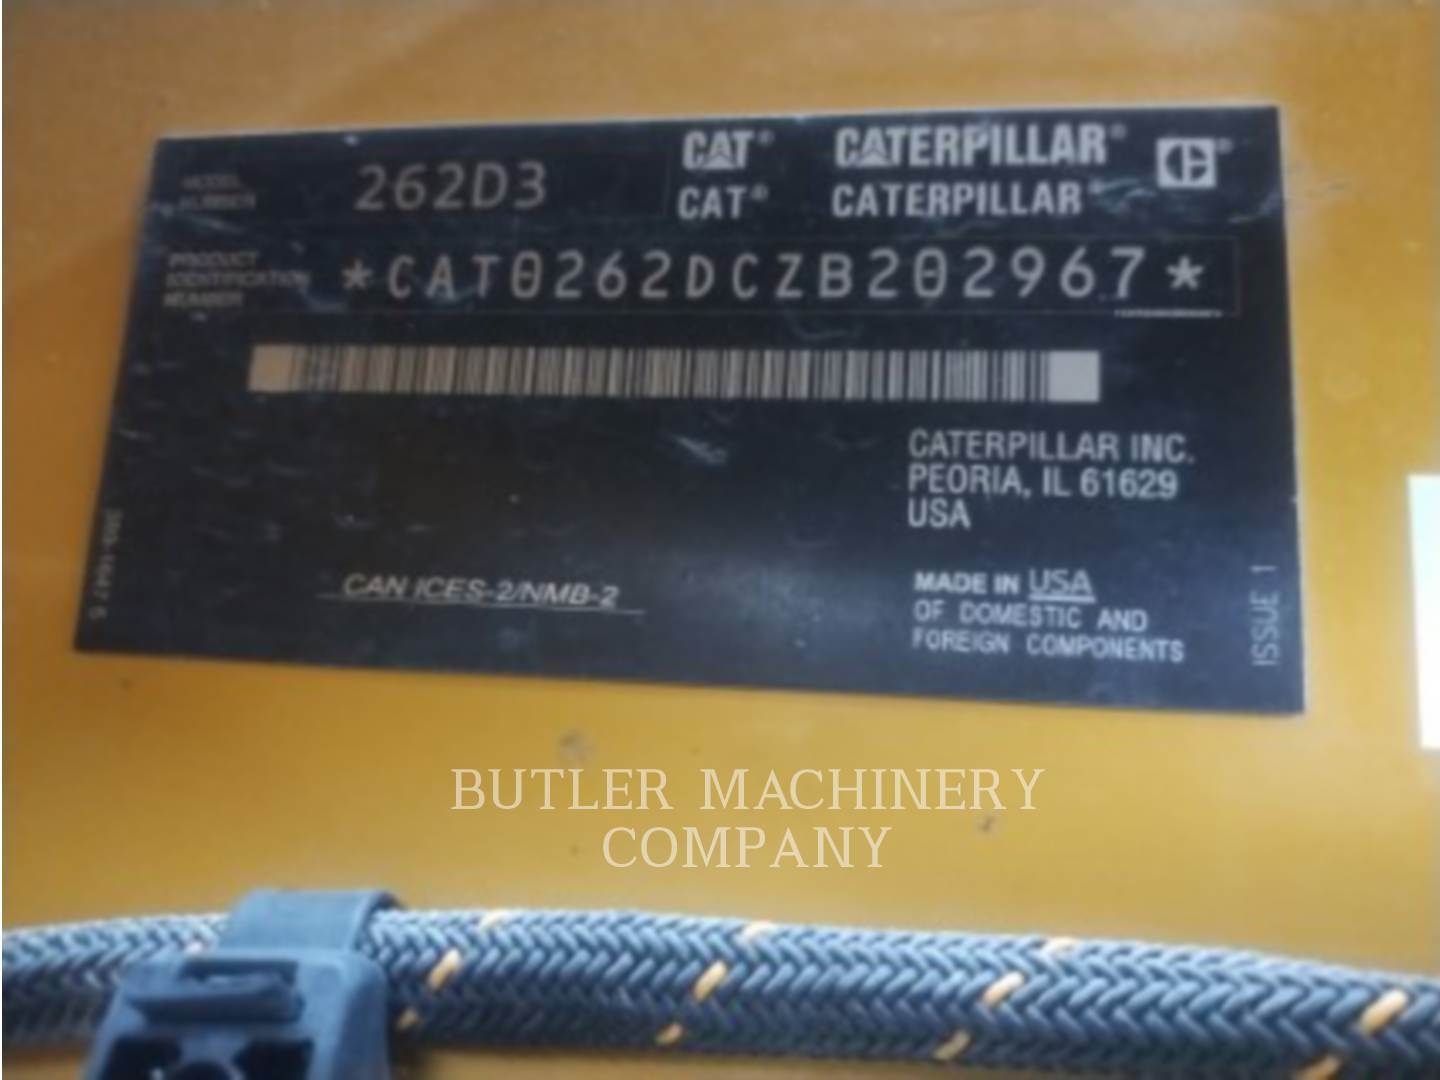 MODEL NUMBER 262D3
CAT® CATERPILLAR®
CAT® CATERPILLAR®
PRODUCT
IDENTIFICATION
NUMBER
*CAT0262DCZB202967*
CATERPILLAR INC.
PEORIA, IL 61629
USA
CAN ICES-2/NMB-2
MADE IN USA
OF DOMESTIC AND
FOREIGN COMPONENTS
ISSUE 1
BUTLER MACHINERY
COMPANY